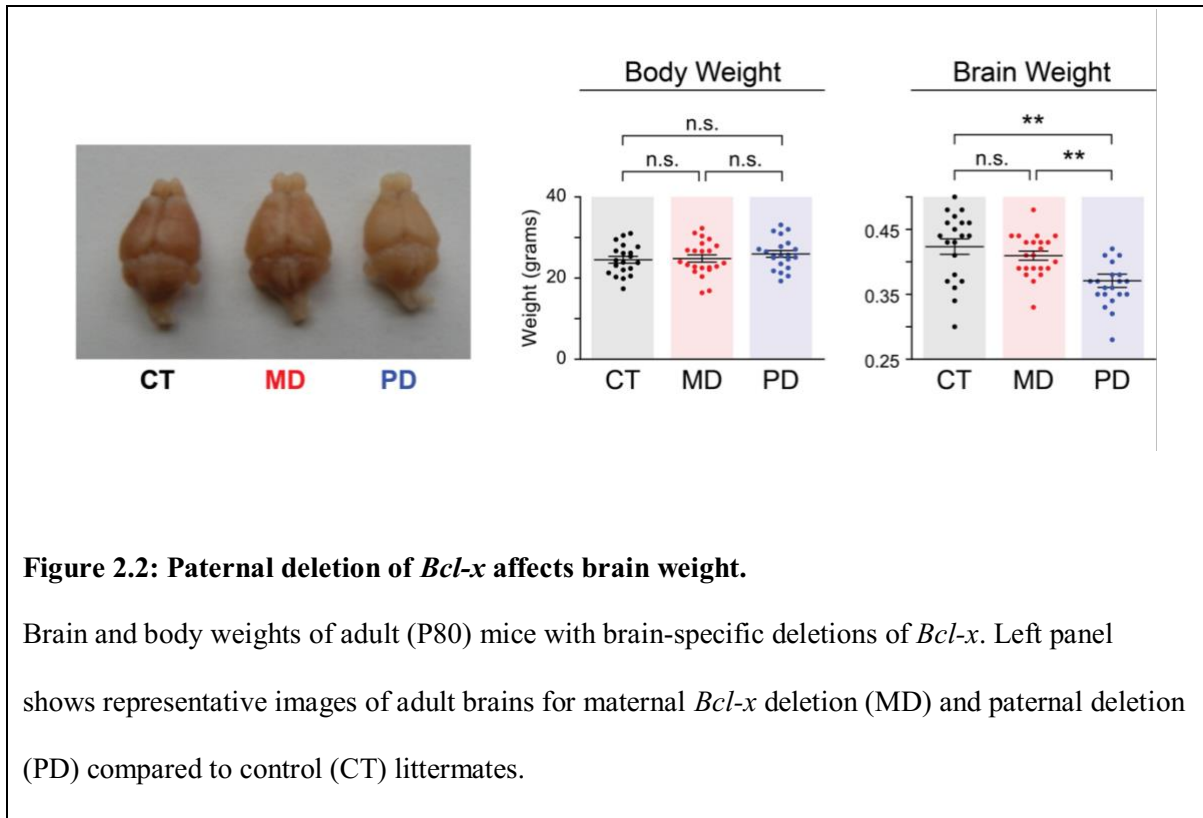 Body Weight
Brain Weight
n.s.
**
n.s.
n.s.
n.s.
**
Weight (grams)
40
20
0
0.45
0.35
0.25
CT
MD
PD
CT
MD
PD
CT
MD
PD
Figure 2.2: Paternal deletion of Bcl-x affects brain weight.
Brain and body weights of adult (P80) mice with brain-specific deletions of Bcl-x. Left panel
shows representative images of adult brains for maternal Bcl-x deletion (MD) and paternal deletion
(PD) compared to control (CT) littermates.